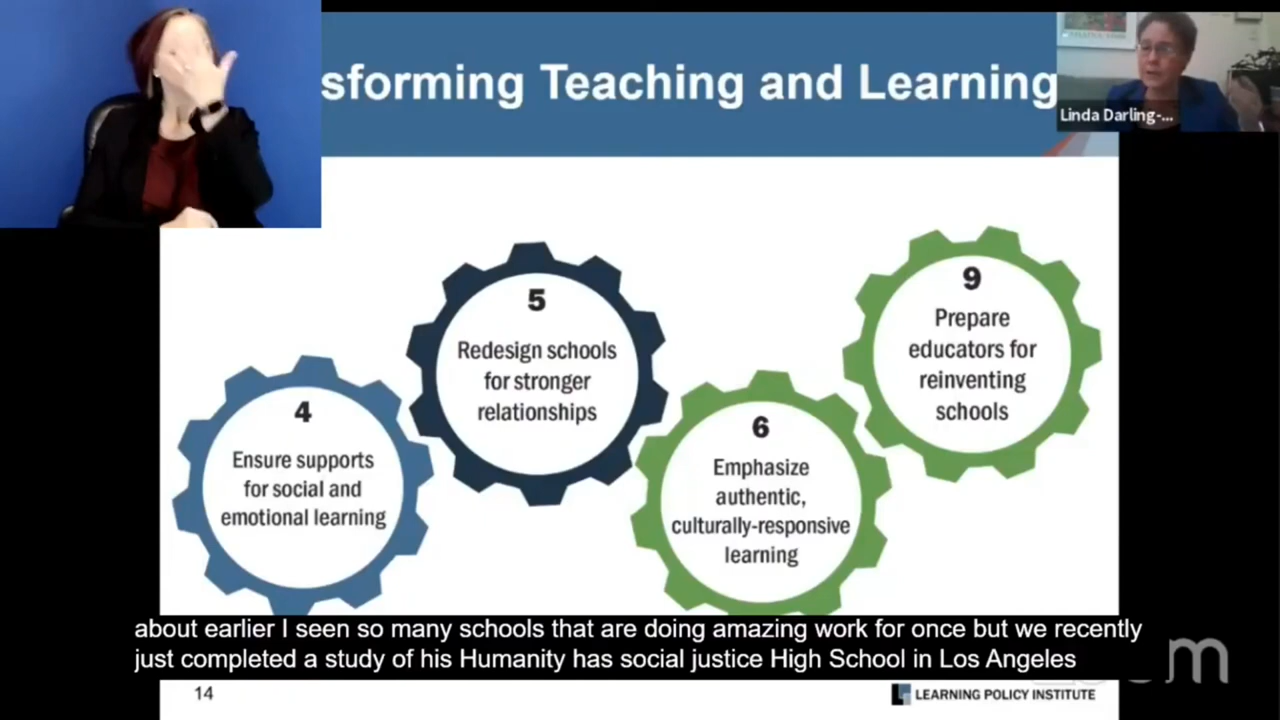 sforming Teaching and Learning
Linda Darling-...
4
Ensure supports
for social and
emotional learning
5
Redesign schools
for stronger
relationships
6
Emphasize
authentic,
culturally-responsive
learning
9
Prepare
educators for
reinventing
schools
about earlier I seen so many schools that are doing amazing work for once but we recently
just completed a study of his Humanity has social justice High School in Los Angeles
14
LEARNING POLICY INSTITUTE